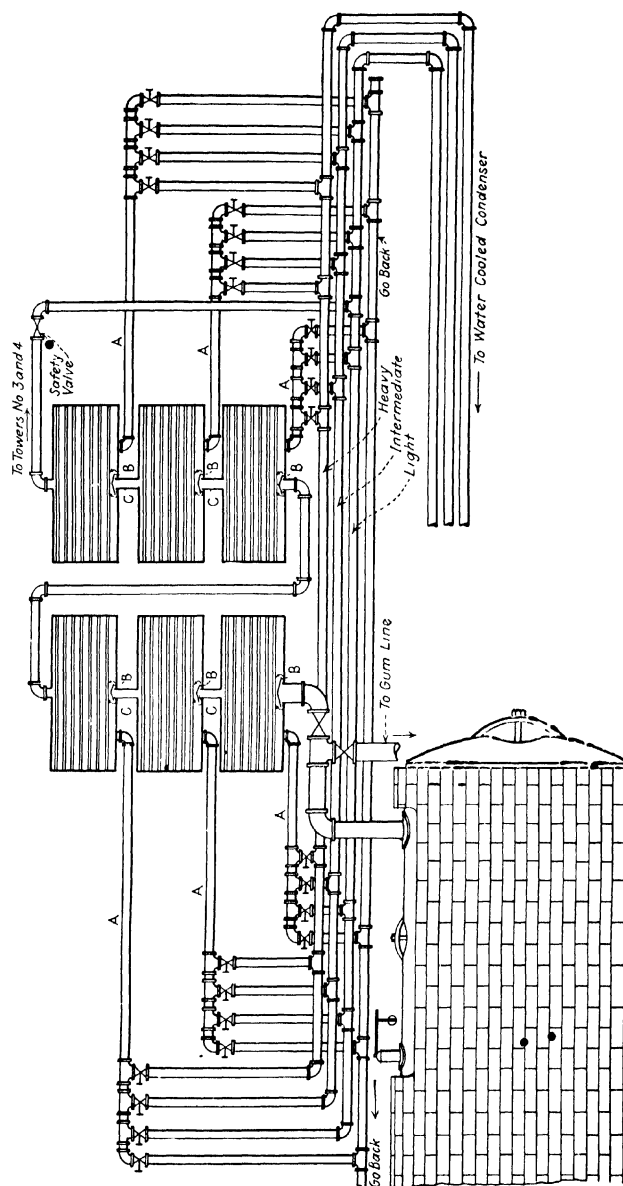 To Towers No 3 and 4
Safety
Valve
A
A
A
B
C
B
C
B
Go Back
To Water Cooled Condenser
Heavy
Intermediate
Light
B
C
B
C
B
To Gum Line
A
A
A
Go Back